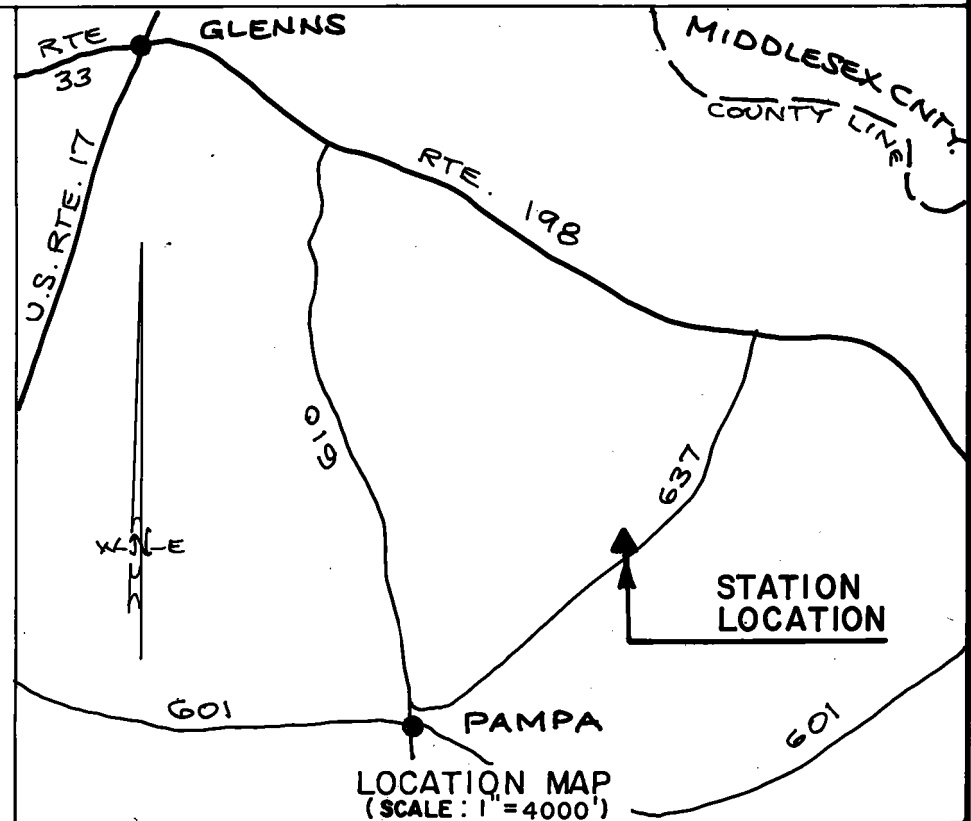 GLENNS
RTE
33
MIDDLESEX CNTY.
COUNTY LINE
U.S. RTE. 17
RTE. 198
019
637
W N E
S
STATION
LOCATION
601
PAMPA
601
LOCATION MAP
(SCALE: 1"=4000')